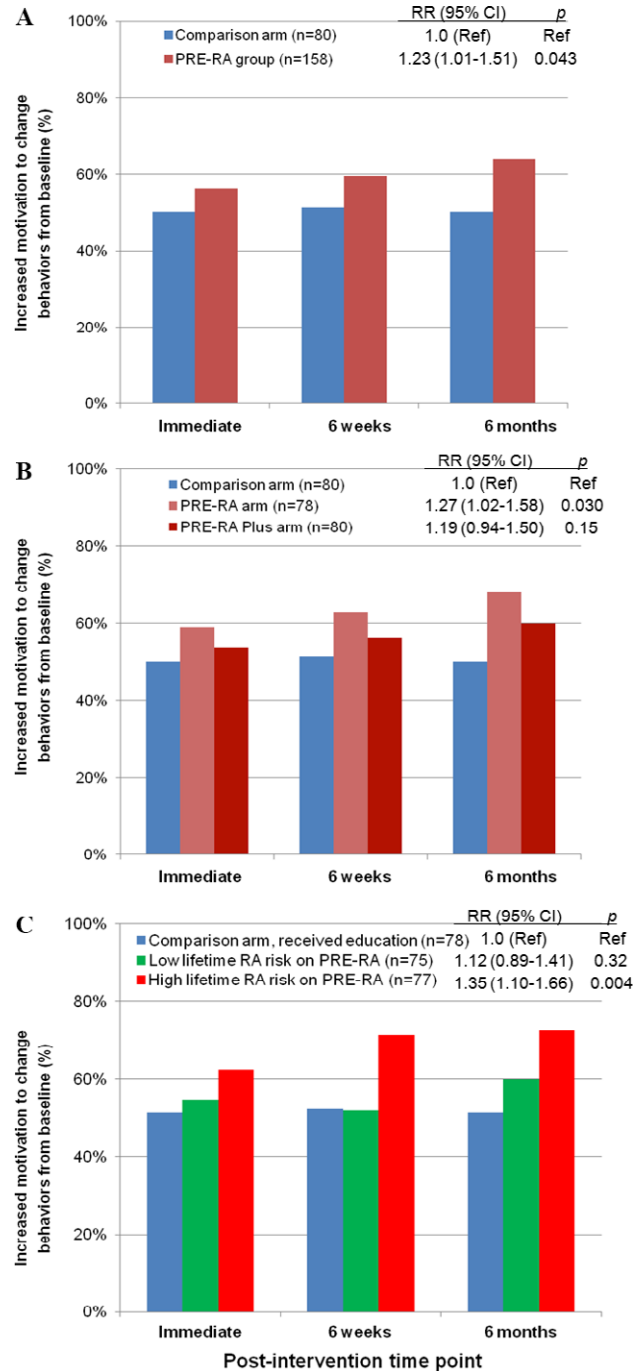 A
RR (95% CI) p
Comparison arm (n=80) 1.0 (Ref) Ref
PRE-RA group (n=158) 1.23 (1.01-1.51) 0.043
Increased motivation to change
behaviors from baseline (%)
100%
80%
60%
40%
20%
0%
Immediate 6 weeks 6 months
B
RR (95% CI) p
Comparison arm (n=80) 1.0 (Ref) Ref
PRE-RA arm (n=78) 1.27 (1.02-1.58) 0.030
PRE-RA Plus arm (n=80) 1.19 (0.94-1.50) 0.15
Increased motivation to change
behaviors from baseline (%)
100%
80%
60%
40%
20%
0%
Immediate 6 weeks 6 months
C
RR (95% CI) p
Comparison arm, received education (n=78) 1.0 (Ref) Ref
Low lifetime RA risk on PRE-RA (n=75) 1.12 (0.89-1.41) 0.32
High lifetime RA risk on PRE-RA (n=77) 1.35 (1.10-1.66) 0.004
Increased motivation to change
behaviors from baseline (%)
100%
80%
60%
40%
20%
0%
Immediate 6 weeks 6 months
Post-intervention time point